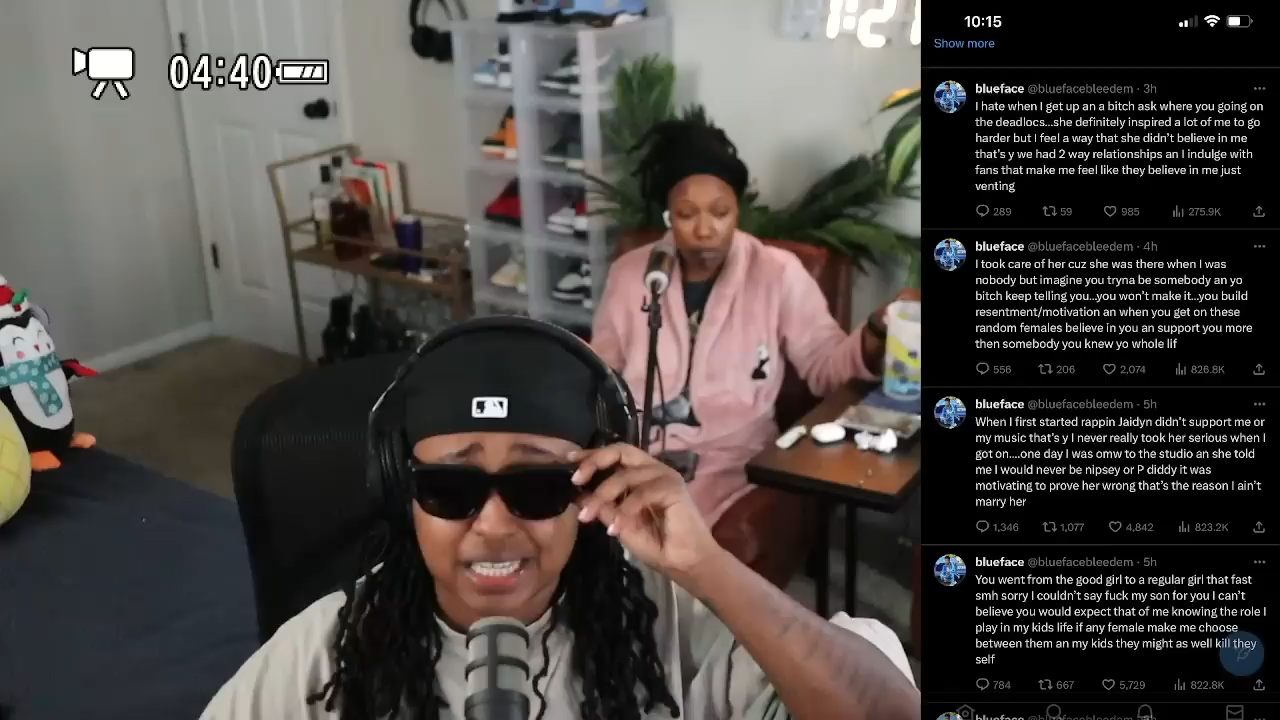 04:40
1:21
10:15
Show more
blueface @bluefacebleedem · 3h
I hate when I get up an a bitch ask where you going on
the deadlocs...she definitely inspired a lot of me to go
harder but I feel a way that she didn't believe in me
that's y we had 2 way relationships an I indulge with
fans that make me feel like they believe in me just
venting
289 59 985 275.9K
blueface @bluefacebleedem · 4h
I took care of her cuz she was there when I was
nobody but imagine you tryna be somebody an yo
bitch keep telling you...you won't make it...you build
resentment/motivation an when you get on these
random females believe in you an support you more
then somebody you knew yo whole lif
556 206 2,074 826.8K
blueface @bluefacebleedem · 5h
When I first started rappin Jaidyn didn't support me or
my music that's y I never really took her serious when I
got on....one day I was omw to the studio an she told
me I would never be nipsey or P diddy it was
motivating to prove her wrong that's the reason I ain't
marry her
1,346 1,077 4,842 823.2K
blueface @bluefacebleedem · 5h
You went from the good girl to a regular girl that fast
smh sorry I couldn't say fuck my son for you I can't
believe you would expect that of me knowing the role I
play in my kids life if any female make me choose
between them an my kids they might as well kill they
self
784 667 5,729 822.8K